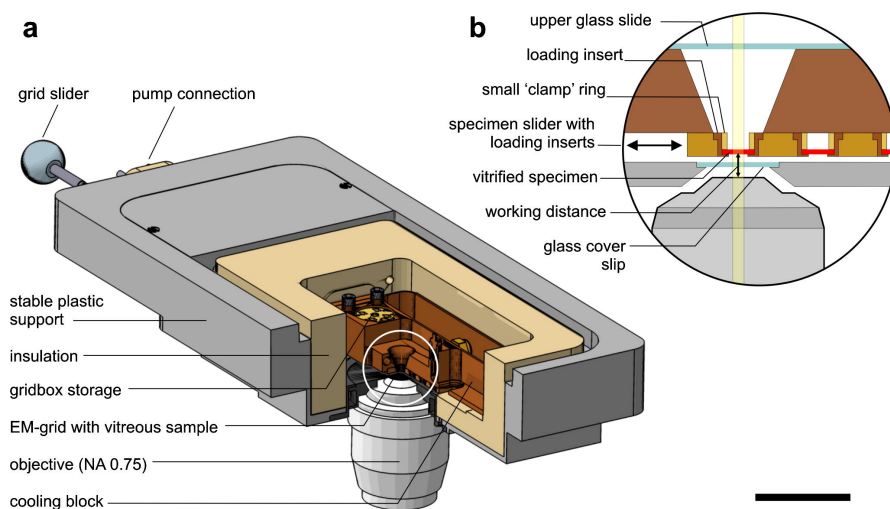 a
grid slider
pump connection
stable plastic
support
insulation
gridbox storage
EM-grid with vitreous sample
objective (NA 0.75)
cooling block
b
upper glass slide
loading insert
small ‘clamp’ ring
specimen slider with
loading inserts
vitrified specimen
working distance
glass cover
slip